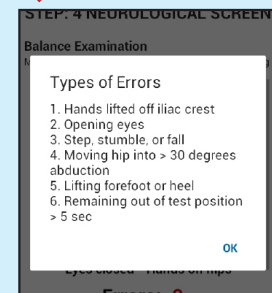 STEP: 4 NEUROLOGICAL SCREEN
Balance Examination
Types of Errors
1. Hands lifted off iliac crest
2. Opening eyes
3. Step, stumble, or fall
4. Moving hip into > 30 degrees
abduction
5. Lifting forefoot or heel
6. Remaining out of test position
> 5 sec
OK
Eyes closed - Hands on hips